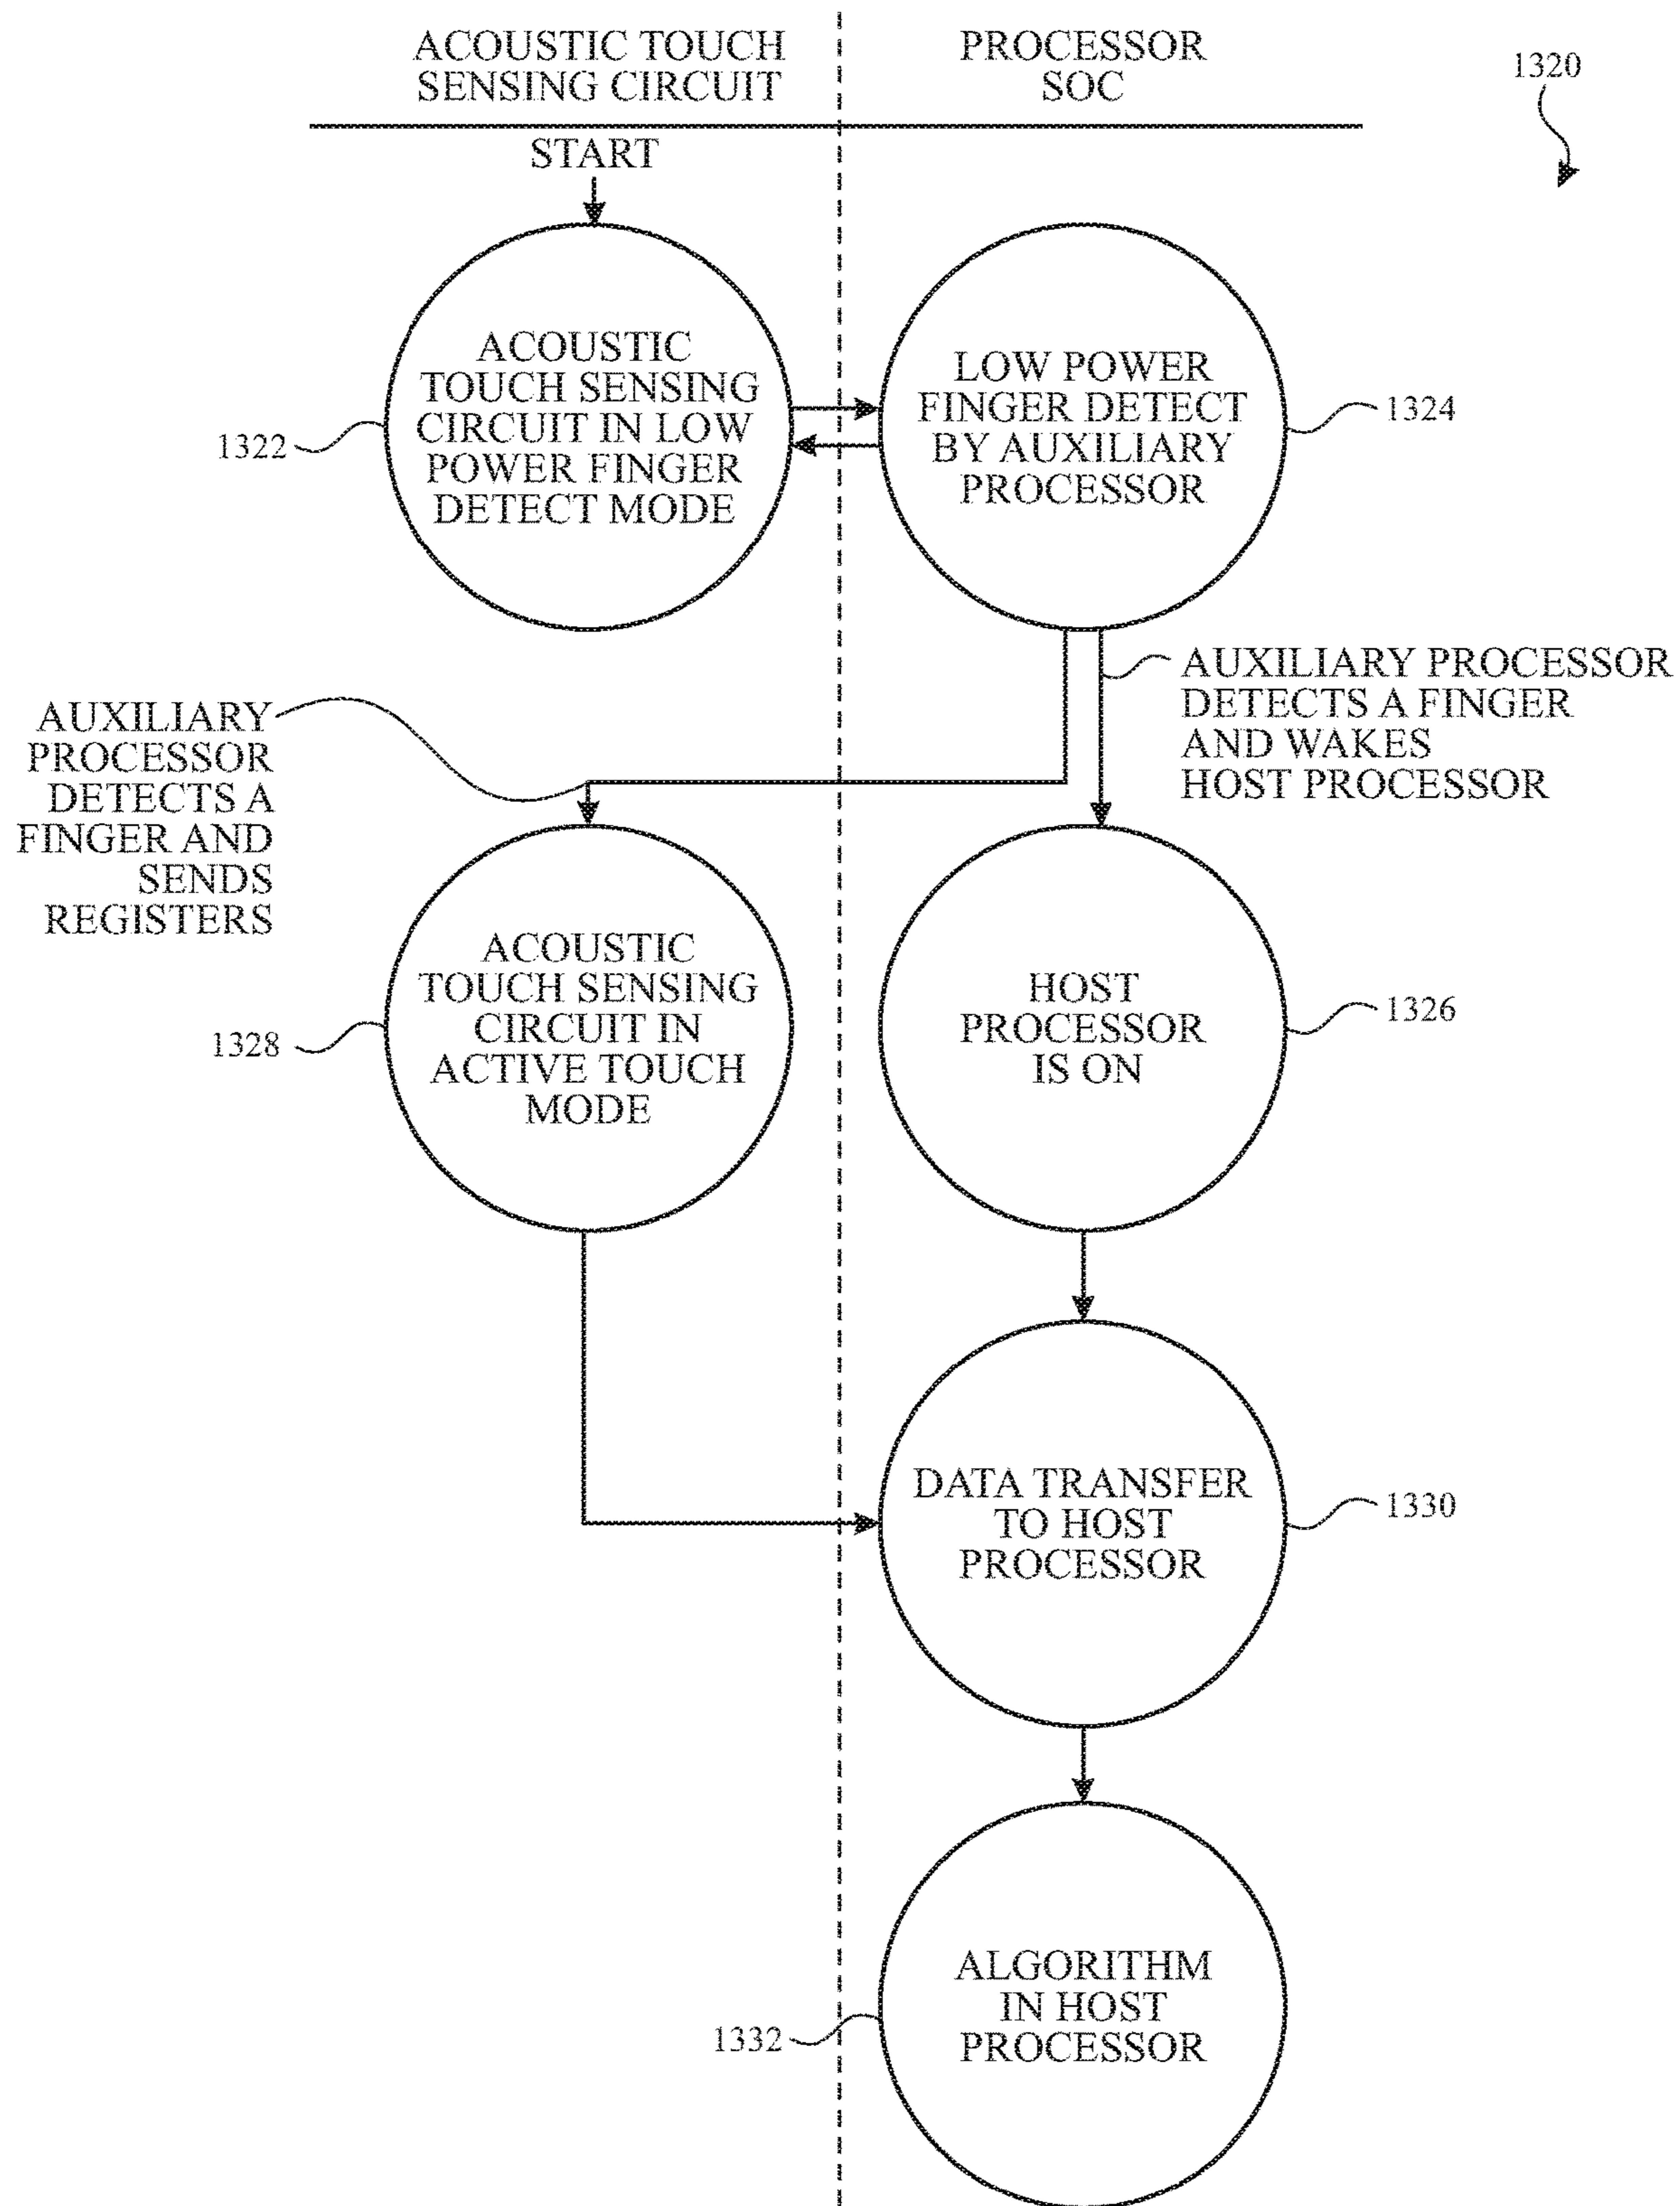 ACOUSTIC TOUCH
SENSING CIRCUIT
PROCESSOR
SOC
1320
START
ACOUSTIC
TOUCH SENSING
CIRCUIT IN LOW
POWER FINGER
DETECT MODE
1322
LOW POWER
FINGER DETECT
BY AUXILIARY
PROCESSOR
1324
AUXILIARY PROCESSOR
DETECTS A FINGER
AND WAKES
HOST PROCESSOR
AUXILIARY
PROCESSOR
DETECTS A
FINGER AND
SENDS
REGISTERS
ACOUSTIC
TOUCH SENSING
CIRCUIT IN
ACTIVE TOUCH
MODE
1328
HOST
PROCESSOR
IS ON
1326
DATA TRANSFER
TO HOST
PROCESSOR
1330
ALGORITHM
IN HOST
PROCESSOR
1332